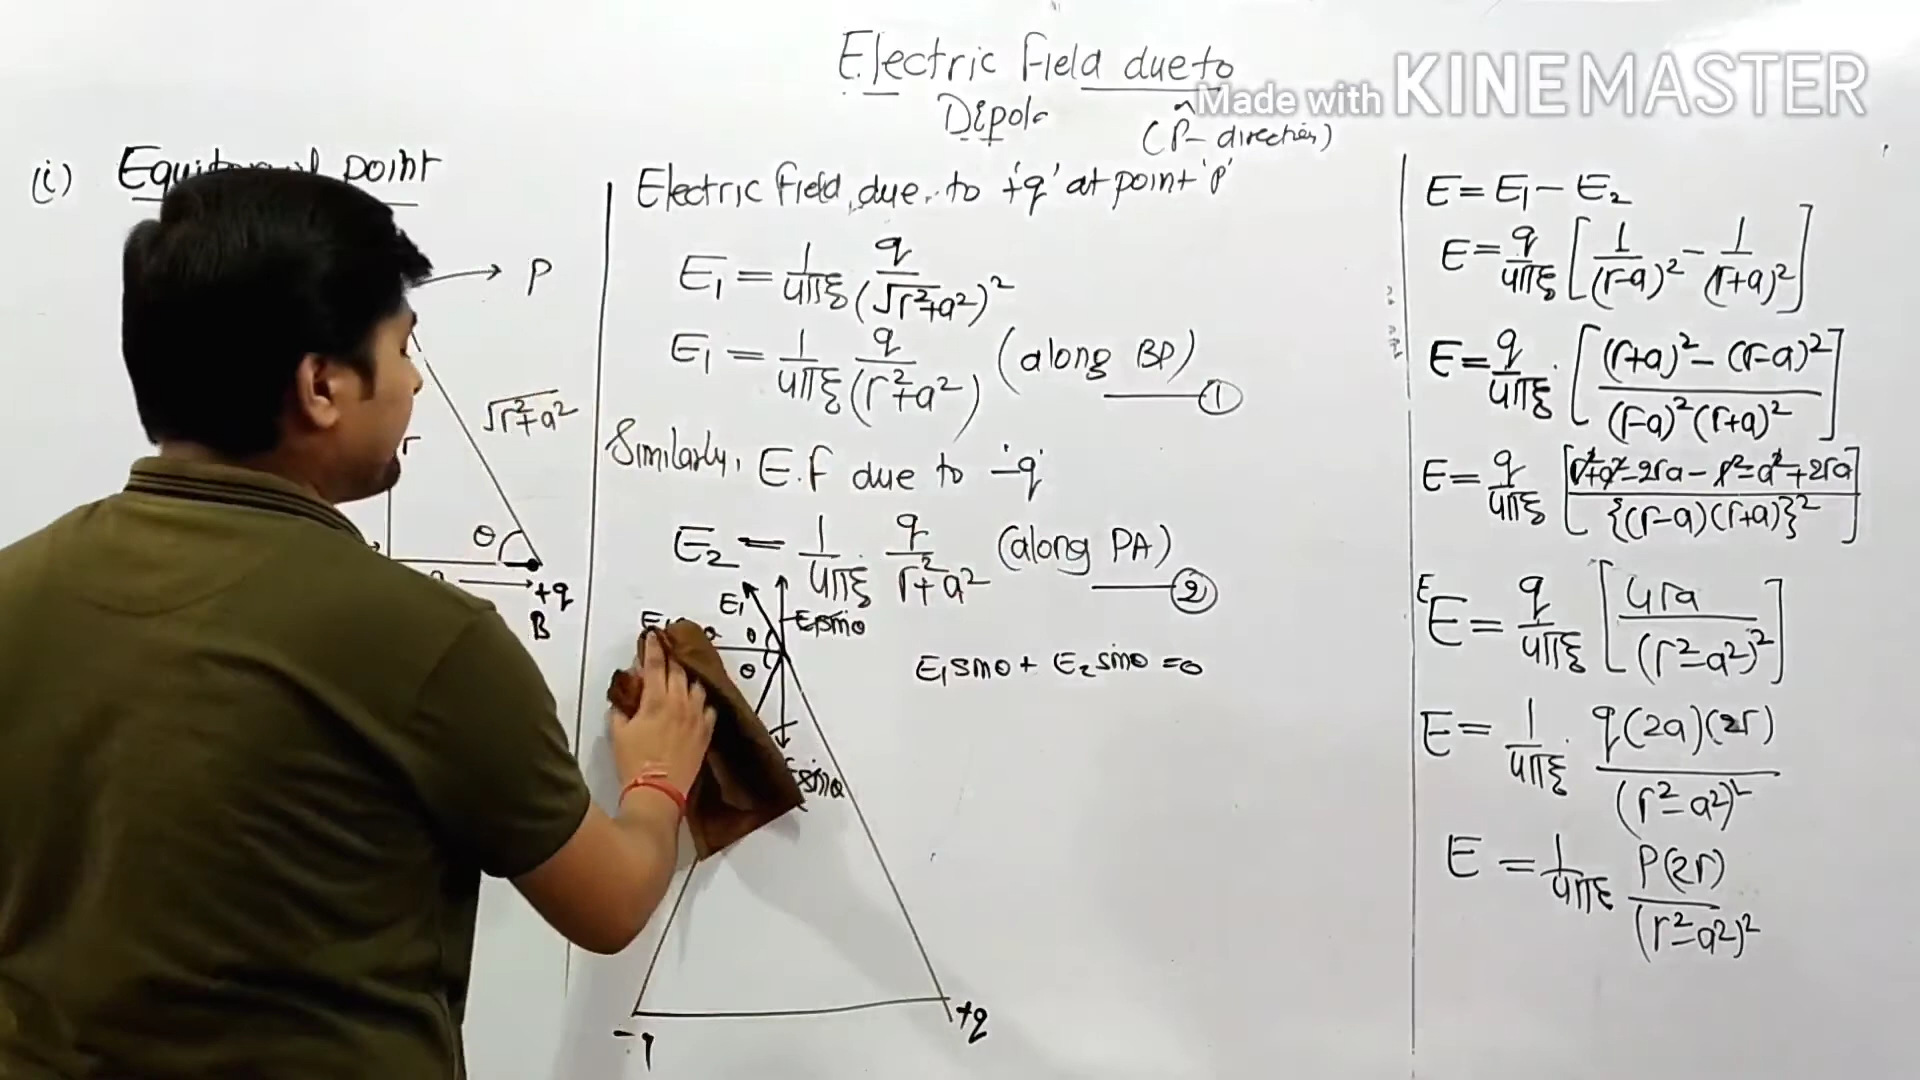 Electric Field due to
Dipole
(P̂ - direction)
Made with KINEMASTER
(i) point
P
r
√r²+a²
θ
+q
B
Electric Field due to '+q' at point 'P'
E₁ = 1/4πε q/(√r²+a²)²
E₁ = 1/4πε q/(r²+a²) (along BP)
①
Similarly, E.F due to '-q'
E₂ = 1/4πε q/r²+a² (along PA)
②
E₁
E₁sinθ
θ
θ
E₁sinθ + E₂sinθ = 0
sinθ
-q
+q
E = E₁ - E₂
E = q/4πε [1/(r-a)² - 1/(r+a)²]
E = q/4πε · [(r+a)² - (r-a)²/(r-a)²(r+a)²]
E = q/4πε [r²+a²-2ra - r²-a²+2ra/{(r-a)(r+a)}²]
E
E = q/4πε [4ra/(r²-a²)²]
E = 1/4πε · q(2a)(2r)/(r²-a²)²
E = 1/4πε P(2r)/(r²-a²)²